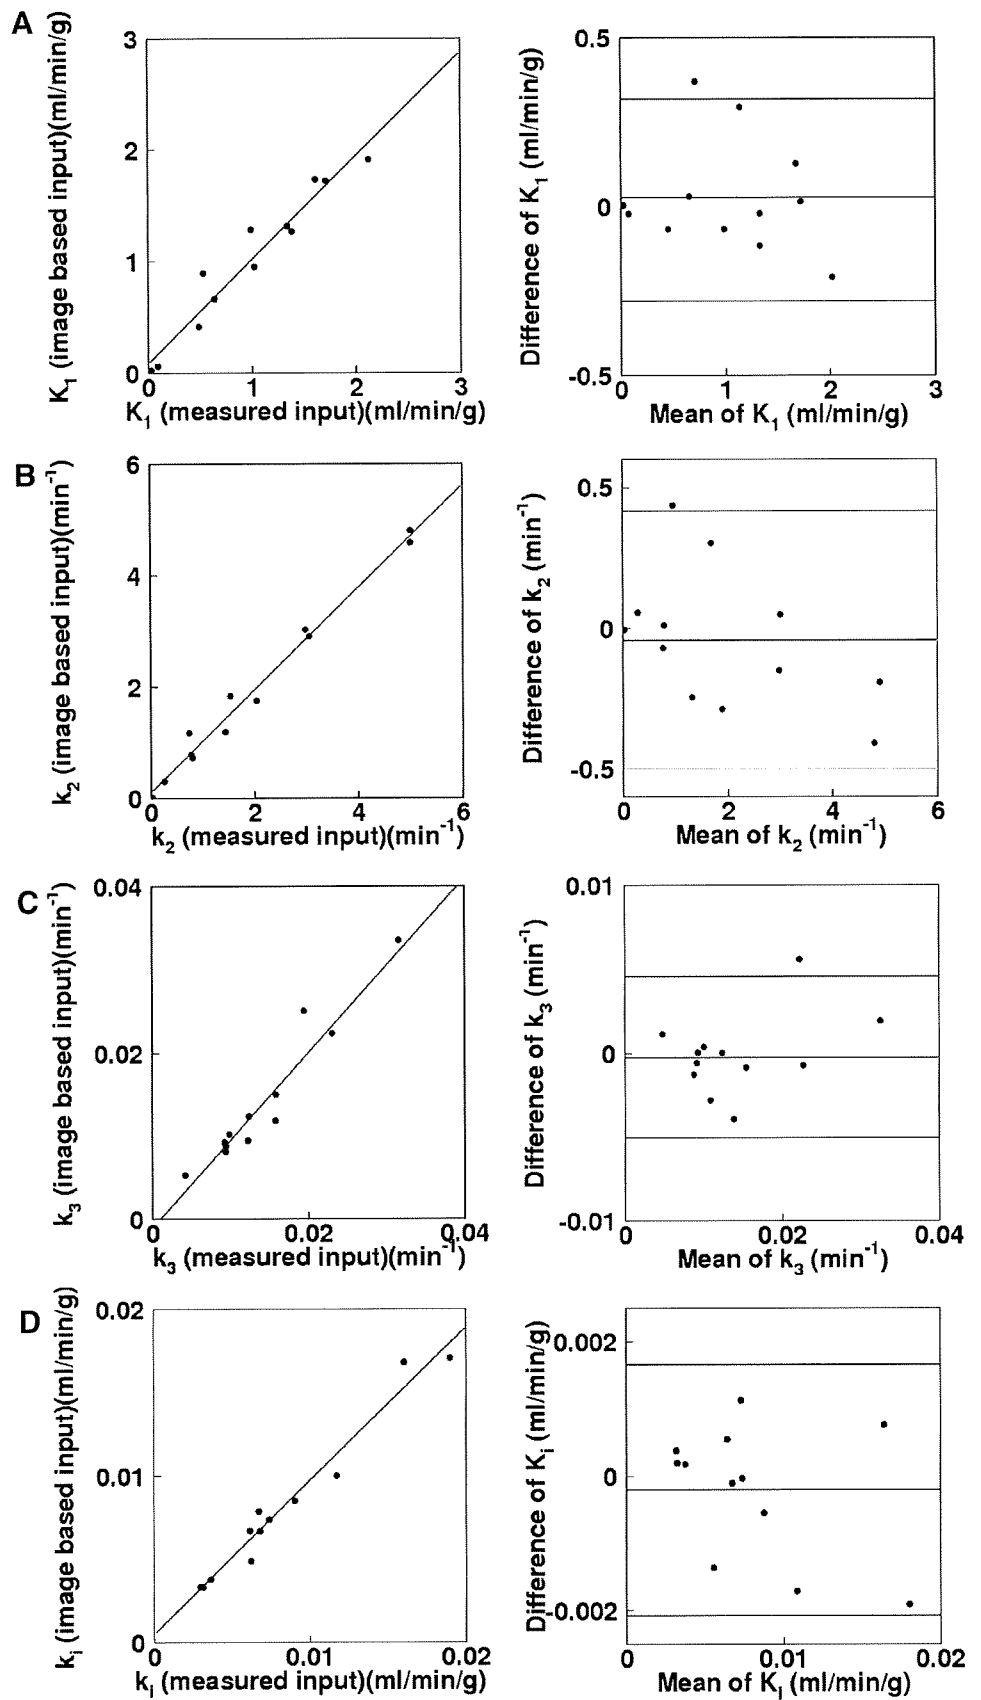 A
K1 (image based input)(ml/min/g)
3
2
1
0
0 1 2 3
K1 (measured input)(ml/min/g)
Difference of K1 (ml/min/g)
0.5
0
-0.5
0 1 2 3
Mean of K1 (ml/min/g)
B
k2 (image based input)(min-1)
6
4
2
0
0 2 4 6
k2 (measured input)(min-1)
Difference of k2 (min-1)
0.5
0
-0.5
0 2 4 6
Mean of k2 (min-1)
C
k3 (image based input)(min-1)
0.04
0.02
0
0 0.02 0.04
k3 (measured input)(min-1)
Difference of k3 (min-1)
0.01
0
-0.01
0 0.02 0.04
Mean of k3 (min-1)
D
ki (image based input)(ml/min/g)
0.02
0.01
0
0 0.01 0.02
ki (measured input)(ml/min/g)
Difference of Ki (ml/min/g)
0.002
0
-0.002
0 0.01 0.02
Mean of Ki (ml/min/g)